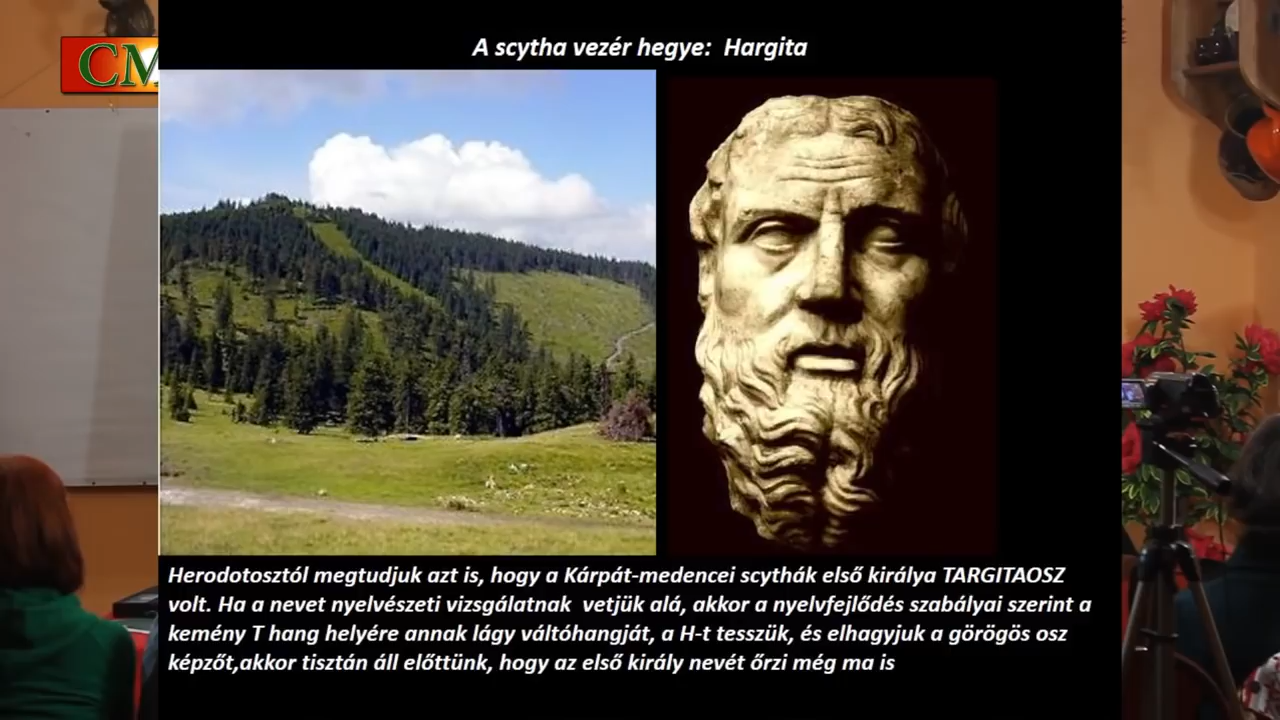 CM
A scytha vezér hegye: Hargita
Herodotosztól megtudjuk azt is, hogy a Kárpát-medencei scythák első királya TARGITAOSZ
volt. Ha a nevet nyelvészeti vizsgálatnak vetjük alá, akkor a nyelvfejlődés szabályai szerint a
kemény T hang helyére annak lágy váltóhangját, a H-t tesszük, és elhagyjuk a görögös osz
képzőt,akkor tisztán áll előttünk, hogy az első király nevét őrzi még ma is